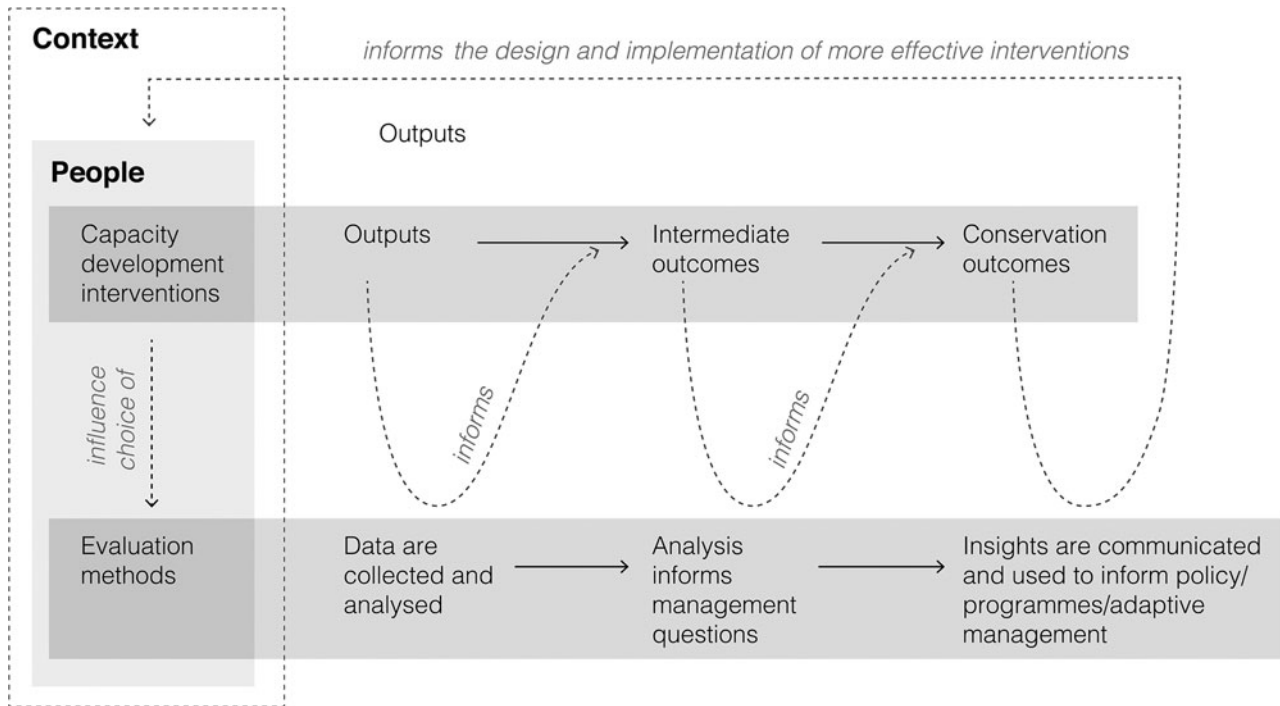 Context
informs the design and implementation of more effective interventions
Outputs
People
Capacity
development
interventions
Outputs
Intermediate
outcomes
Conservation
outcomes
influence
choice of
informs
informs
Evaluation
methods
Data are
collected and
analysed
Analysis
informs
management
questions
Insights are communicated
and used to inform policy/
programmes/adaptive
management